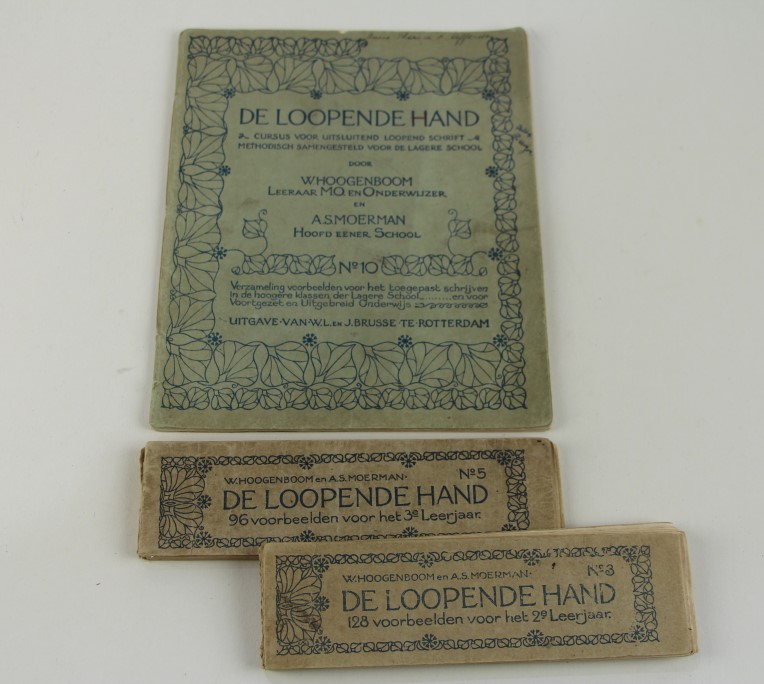 DE LOOPENDE HAND
CURSUS VOOR UITSLUITEND LOOPEND SCHRIFT
METHODISCH SAMENGESTELD VOOR DE LAGERE SCHOOL
DOOR
W. HOOGENBOOM
LEERAAR M.O. EN ONDERWIJZER
EN
A.S. MOERMAN
HOOFD EENER SCHOOL
No 10
Verzameling voorbeelden voor het toegepast schrijven
in de hoogere klassen der Lagere School.........en voor
Voortgezet en Uitgebreid Onderwijs
UITGAVE·VAN·W.L. EN J. BRUSSE·TE·ROTTERDAM
W. HOOGENBOOM en A.S. MOERMAN· No 5
DE LOOPENDE HAND
96 voorbeelden voor het 3e Leerjaar.
W. HOOGENBOOM en A.S. MOERMAN· No 3
DE LOOPENDE HAND
128 voorbeelden voor het 2e Leerjaar.